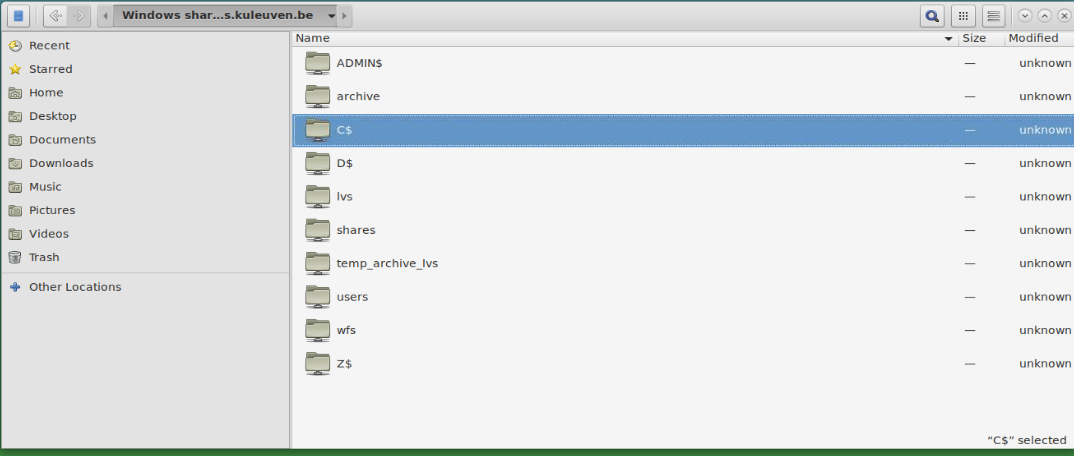 Windows shar...s.kuleuven.be
Recent
Starred
Home
Desktop
Documents
Downloads
Music
Pictures
Videos
Trash
Other Locations
Name Size Modified
ADMIN$ — unknown
archive — unknown
C$ — unknown
D$ — unknown
lvs — unknown
shares — unknown
temp_archive_lvs — unknown
users — unknown
wfs — unknown
Z$ — unknown
“C$” selected